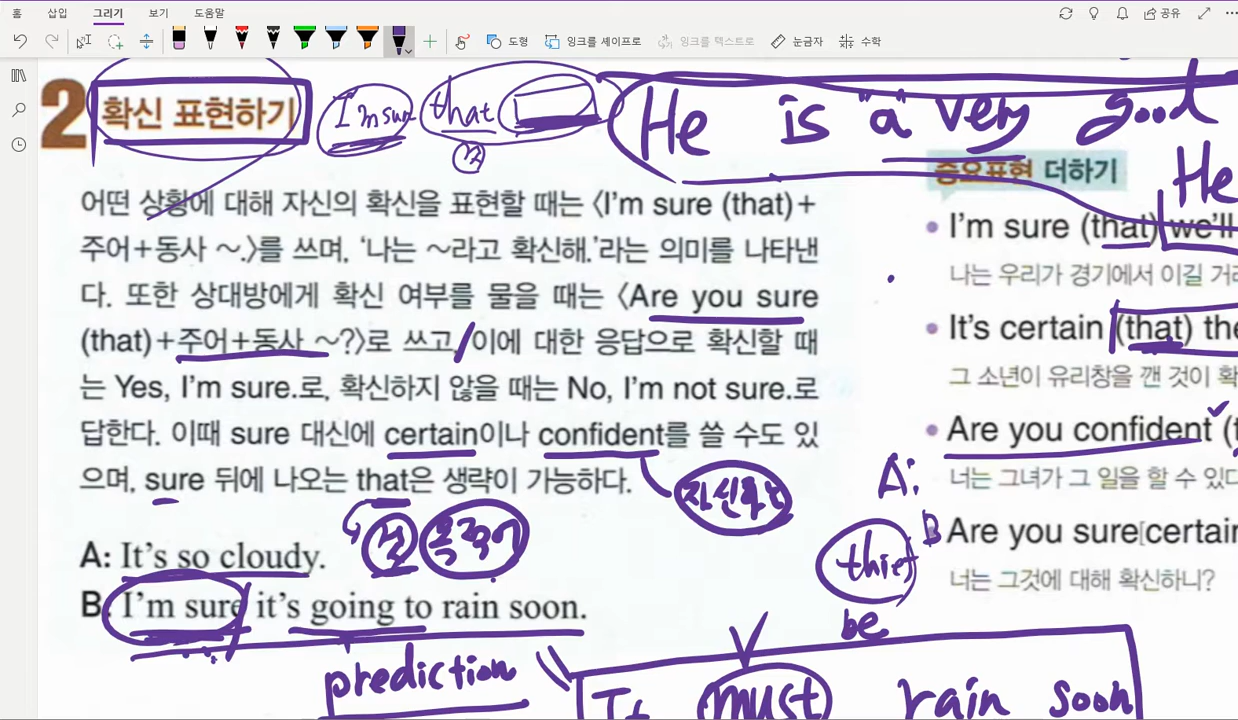 홈 삽입 그리기 보기 도움말
공유
도형 잉크를 셰이프로 잉크를 텍스트로 눈금자 수학
2 확신 표현하기
I'm sure that
He is "a" very good
He
어떤 상황에 대해 자신의 확신을 표현할 때는 〈I'm sure (that)+
주어+동사 ~.〉를 쓰며, '나는 ~라고 확신해.'라는 의미를 나타낸
다. 또한 상대방에게 확신 여부를 물을 때는 〈Are you sure
(that)+주어+동사 ~?〉로 쓰고, 이에 대한 응답으로 확신할 때
는 Yes, I'm sure.로, 확신하지 않을 때는 No, I'm not sure.로
답한다. 이때 sure 대신에 certain이나 confident를 쓸 수도 있
으며, sure 뒤에 나오는 that은 생략이 가능하다.
접 목적어
A: It's so cloudy.
B: I'm sure it's going to rain soon.
prediction
중요표현 더하기
• I'm sure (that) we'll
나는 우리가 경기에서 이길 거
• It's certain (that) the
그 소년이 유리창을 깬 것이 확
• Are you confident (
너는 그녀가 그 일을 할 수 있다
A:
B
Are you sure[certain
너는 그것에 대해 확신하니?
thief
be
It must rain soon